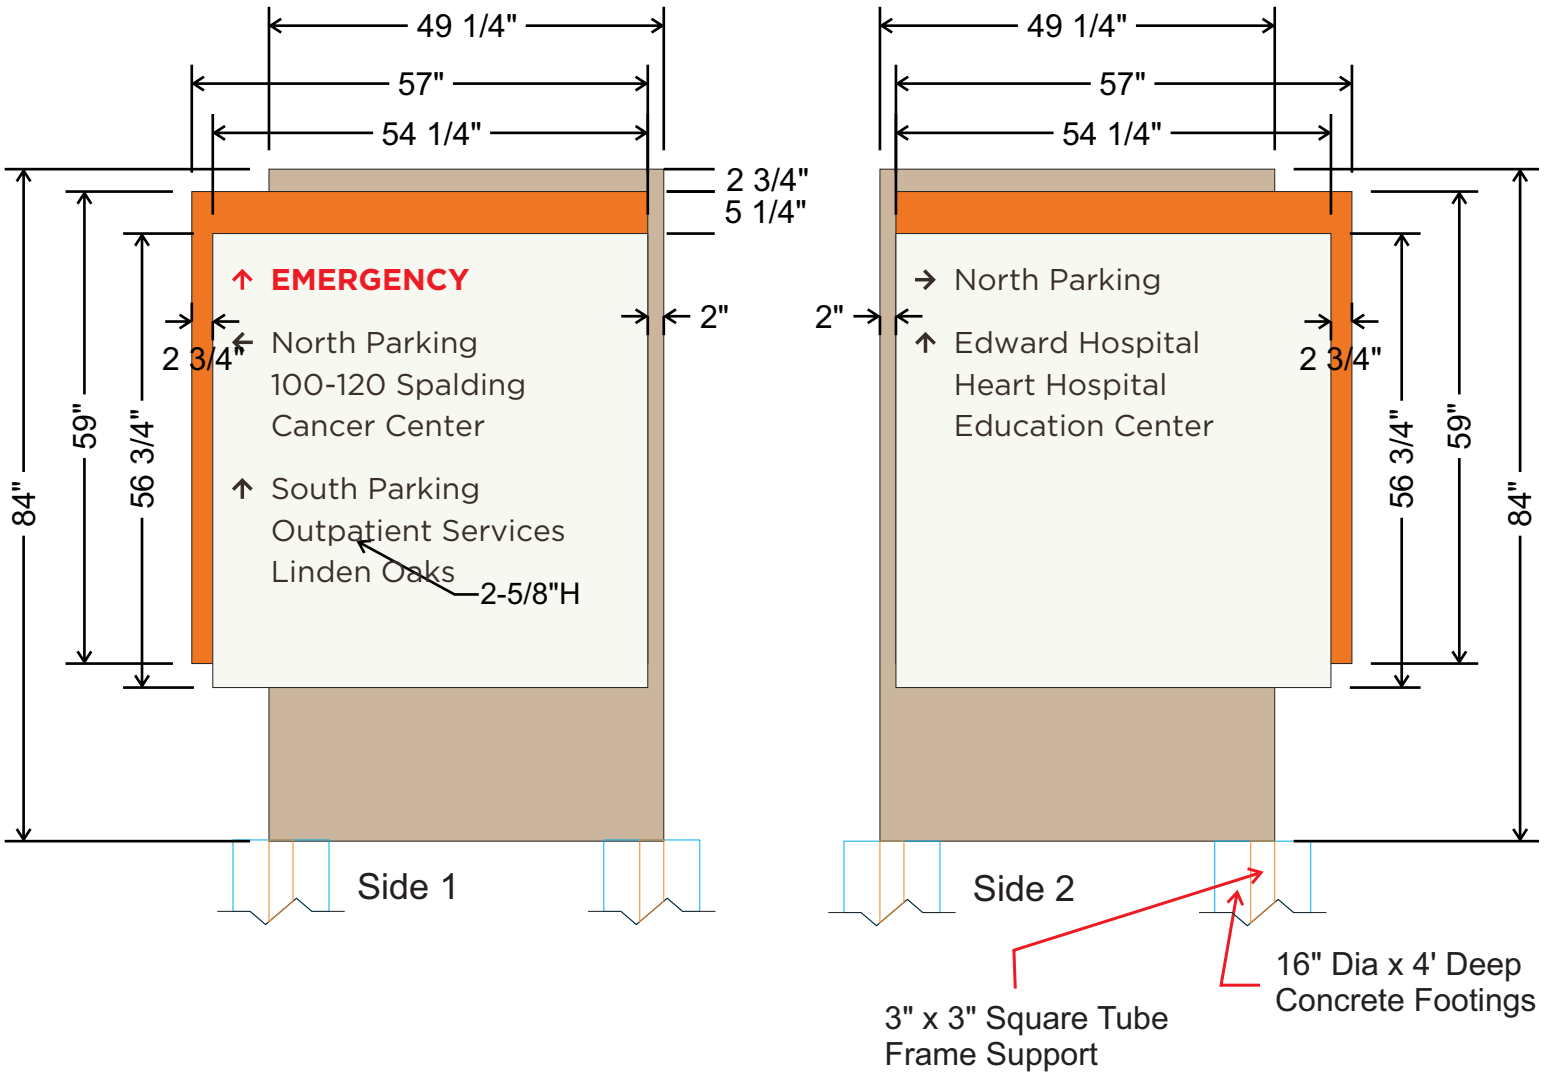 49 1/4"
57"
54 1/4"
2 3/4"
5 1/4"
↑ EMERGENCY
← North Parking
100-120 Spalding
Cancer Center
↑ South Parking
Outpatient Services
Linden Oaks
2-5/8"H
2"
2 3/4"
59"
56 3/4"
84"
Side 1
49 1/4"
57"
54 1/4"
→ North Parking
↑ Edward Hospital
Heart Hospital
Education Center
2"
2 3/4"
56 3/4"
59"
84"
Side 2
16" Dia x 4' Deep
Concrete Footings
3" x 3" Square Tube
Frame Support